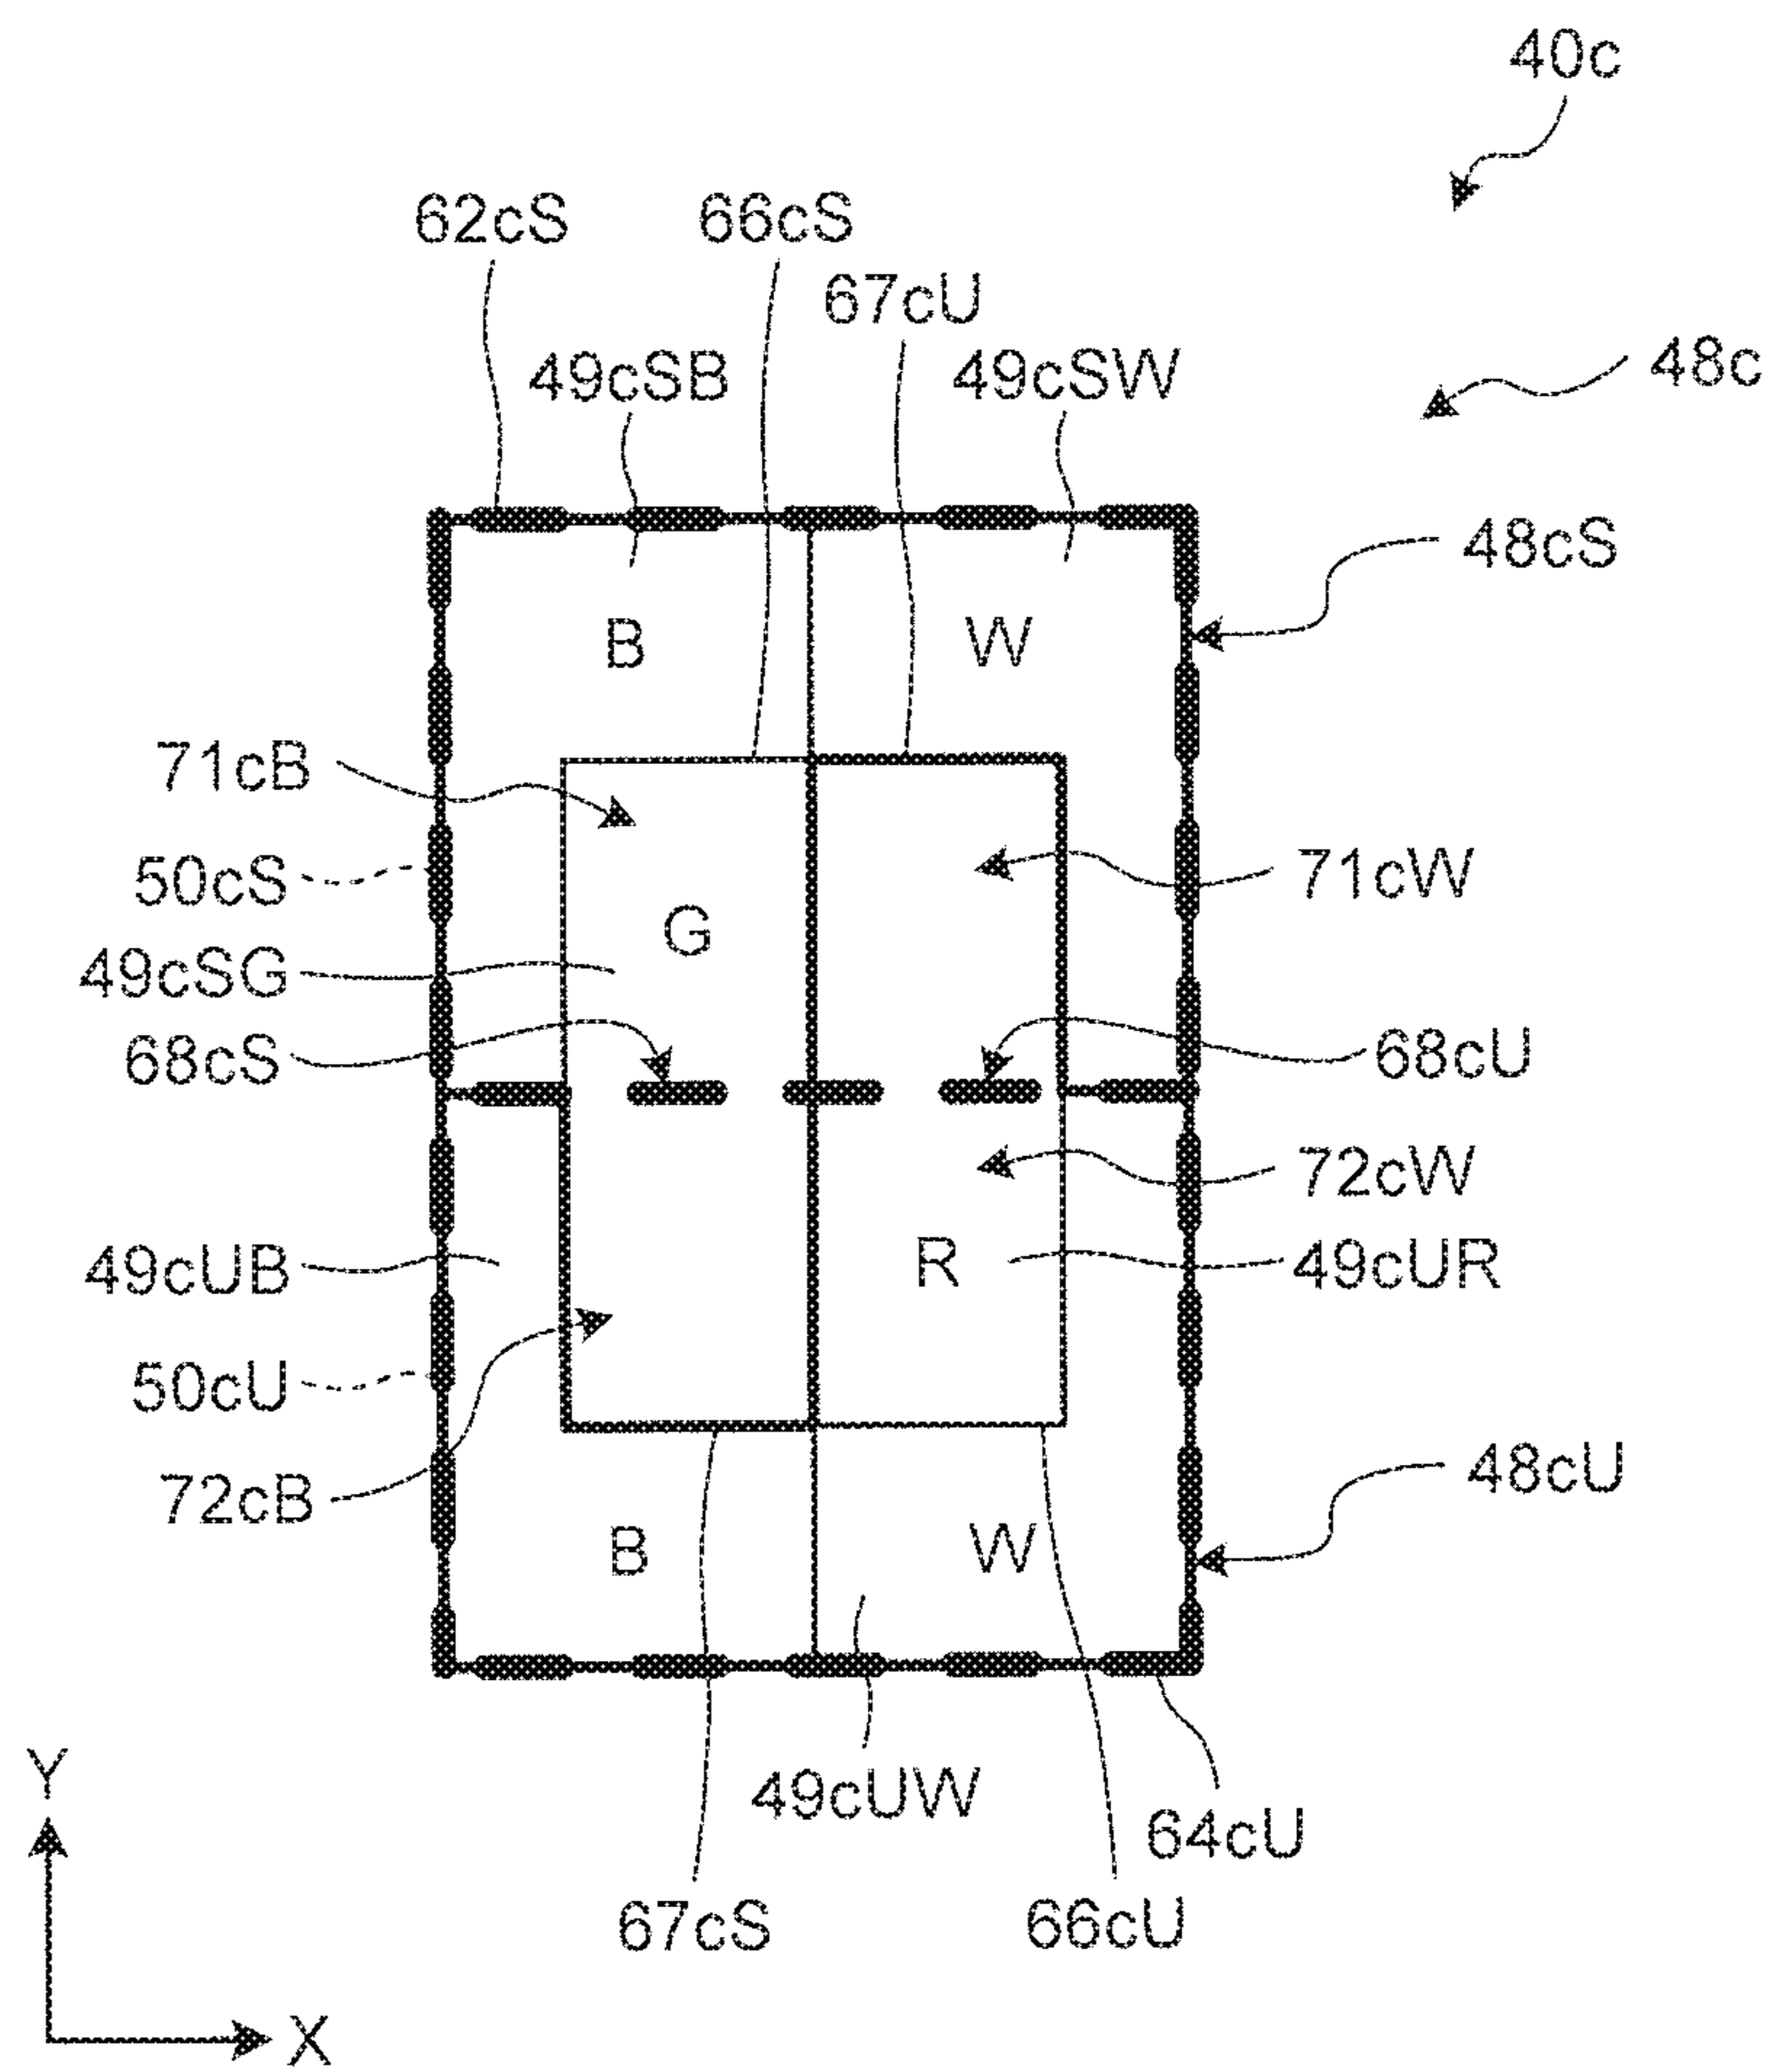 40c
62cS 66cS
67cU
49cSB 49cSW
48c
48cS
B W
71cB
50cS
71cW
G
49cSG
68cS
68cU
72cW
49cUB
R
49cUR
50cU
72cB
48cU
B W
49cUW
64cU
67cS 66cU
Y
X